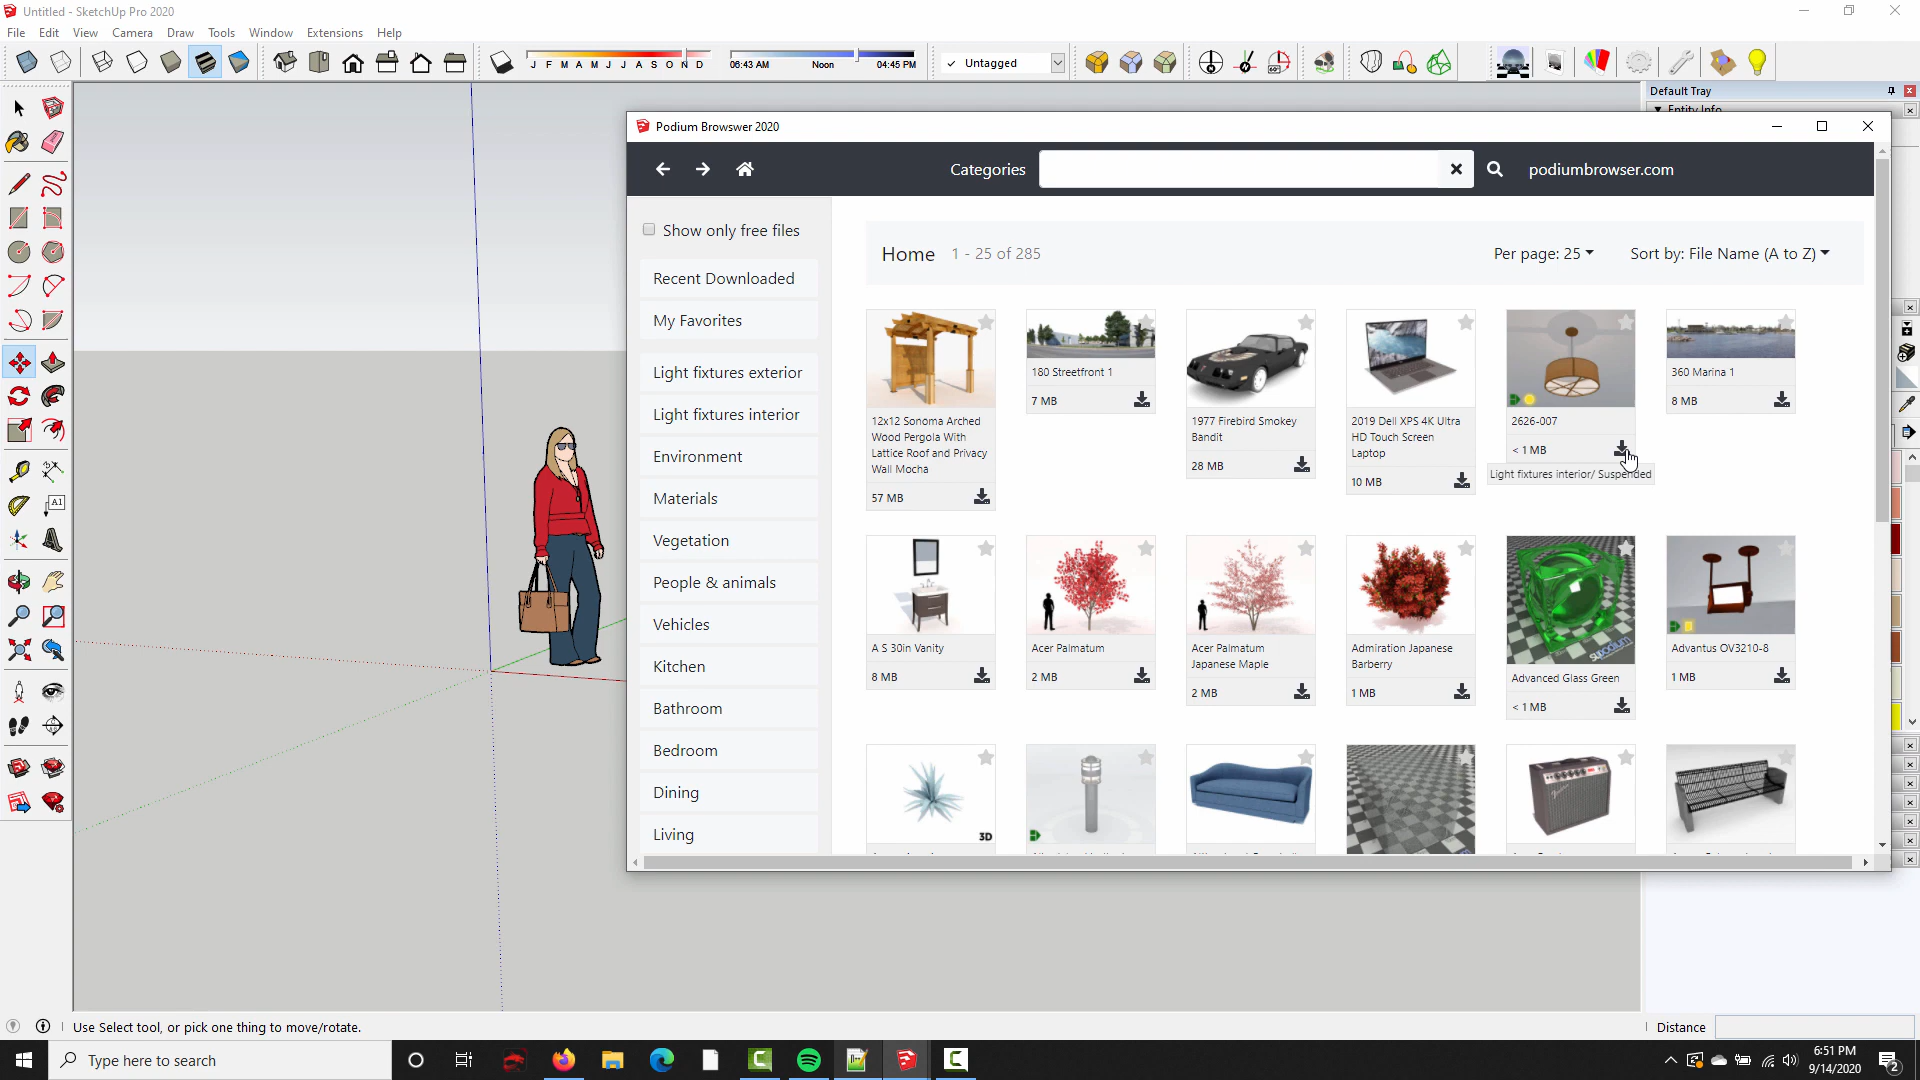 Untitled - SketchUp Pro 2020
File Edit View Camera Draw Tools Window Extensions Help
J F M A M J J A S O N D
06:43 AM Noon 04:45 PM
Untagged
Default Tray
Entity Info
Podium Browswer 2020
Categories
podiumbrowser.com
Show only free files
Recent Downloaded
My Favorites
Light fixtures exterior
Light fixtures interior
Environment
Materials
Vegetation
People & animals
Vehicles
Kitchen
Bathroom
Bedroom
Dining
Living
Home 1 - 25 of 285
Per page: 25
Sort by: File Name (A to Z)
12x12 Sonoma Arched
Wood Pergola With
Lattice Roof and Privacy
Wall Mocha
57 MB
180 Streetfront 1
7 MB
1977 Firebird Smokey
Bandit
28 MB
2019 Dell XPS 4K Ultra
HD Touch Screen
Laptop
10 MB
2626-007
< 1 MB
Light fixtures interior/ Suspended
360 Marina 1
8 MB
A S 30in Vanity
8 MB
Acer Palmatum
2 MB
Acer Palmatum
Japanese Maple
2 MB
Admiration Japanese
Barberry
1 MB
Advanced Glass Green
< 1 MB
Advantus OV3210-8
1 MB
3D
Use Select tool, or pick one thing to move/rotate.
Distance
Type here to search
6:51 PM
9/14/2020
2